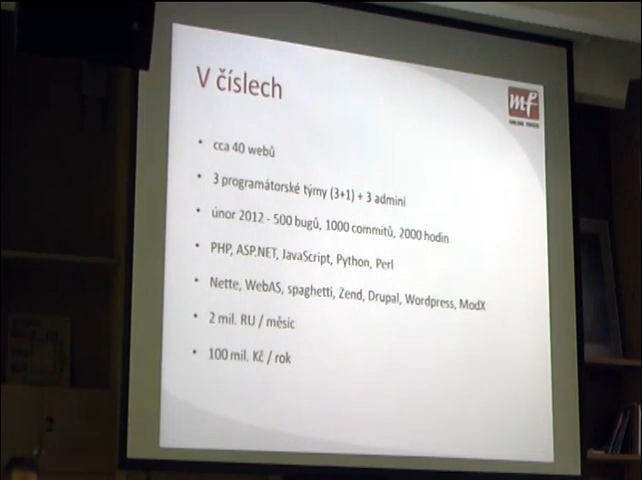 V číslech
mf
• cca 40 webů
• 3 programátorské týmy (3+1) + 3 admini
• únor 2012 - 500 bugů, 1000 commitů, 2000 hodin
• PHP, ASP.NET, JavaScript, Python, Perl
• Nette, WebAS, spaghetti, Zend, Drupal, Wordpress, ModX
• 2 mil. RU / měsíc
• 100 mil. Kč / rok